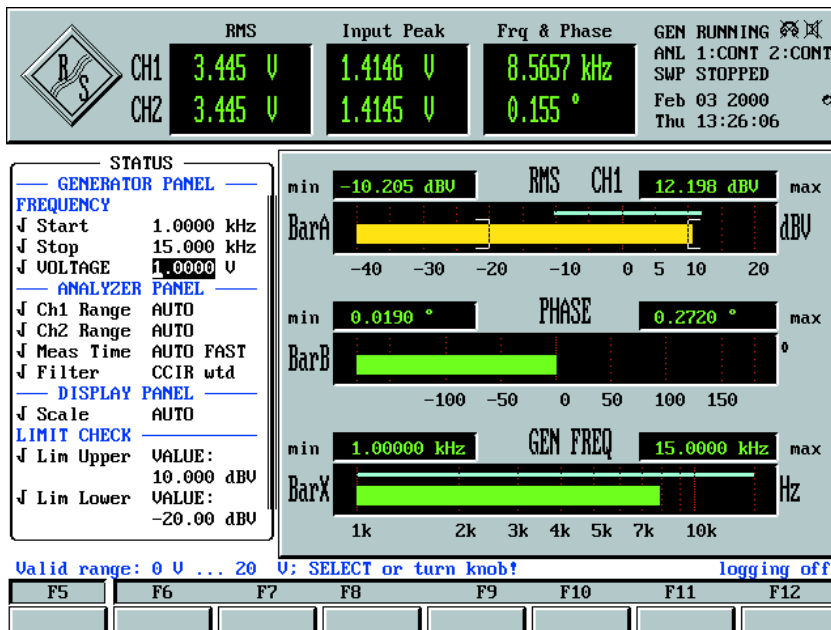 RMS Input Peak Frq & Phase GEN RUNNING
R S CH1 3.445 V 1.4146 V 8.5657 kHz ANL 1:CONT 2:CONT
SWP STOPPED
CH2 3.445 V 1.4145 V 0.155 ° Feb 03 2000
Thu 13:26:06
STATUS
GENERATOR PANEL
FREQUENCY
√ Start 1.0000 kHz
√ Stop 15.000 kHz
√ VOLTAGE 1.0000 V
ANALYZER PANEL
√ Ch1 Range AUTO
√ Ch2 Range AUTO
√ Meas Time AUTO FAST
√ Filter CCIR wtd
DISPLAY PANEL
√ Scale AUTO
LIMIT CHECK
√ Lim Upper VALUE:
10.000 dBV
√ Lim Lower VALUE:
-20.00 dBV
min -10.205 dBV RMS CH1 12.198 dBV max
BarA dBV
-40 -30 -20 -10 0 5 10 20
min 0.0190 ° PHASE 0.2720 ° max
BarB °
-100 -50 0 50 100 150
min 1.00000 kHz GEN FREQ 15.0000 kHz max
BarX Hz
1k 2k 3k 4k 5k 7k 10k
Valid range: 0 V ... 20 V; SELECT or turn knob! logging off
F5 F6 F7 F8 F9 F10 F11 F12